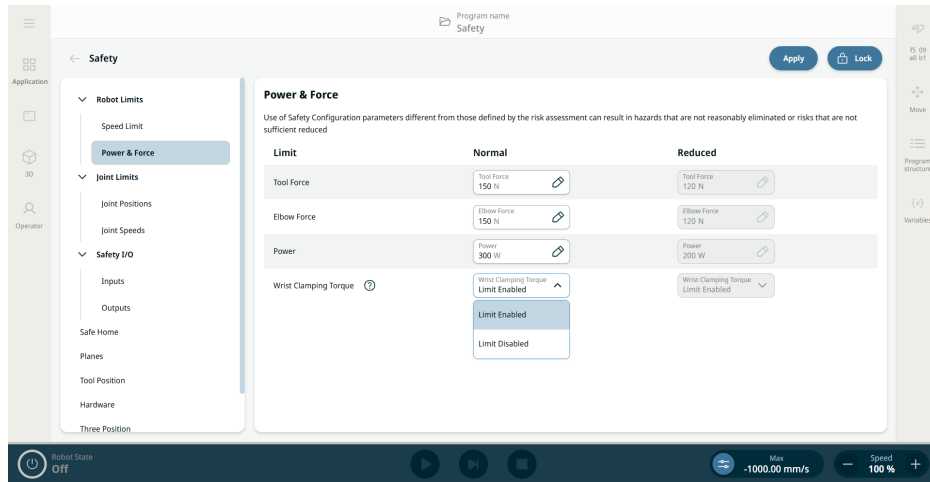 Program name
Safety
Safety
Apply
Lock
f5 09
a0 b1
Application
3D
Operator
Move
Program
structure
{x}
Variables
Robot Limits
Speed Limit
Power & Force
Joint Limits
Joint Positions
Joint Speeds
Safety I/O
Inputs
Outputs
Safe Home
Planes
Tool Position
Hardware
Three Position
Power & Force
Use of Safety Configuration parameters different from those defined by the risk assessment can result in hazards that are not reasonably eliminated or risks that are not
sufficient reduced
Limit Normal Reduced
Tool Force
Tool Force
150 N
Tool Force
120 N
Elbow Force
Elbow Force
150 N
Elbow Force
120 N
Power
Power
300 W
Power
200 W
Wrist Clamping Torque ?
Wrist Clamping Torque
Limit Enabled
Wrist Clamping Torque
Limit Enabled
Limit Enabled
Limit Disabled
Robot State
Off
Max
-1000.00 mm/s
Speed
100 %